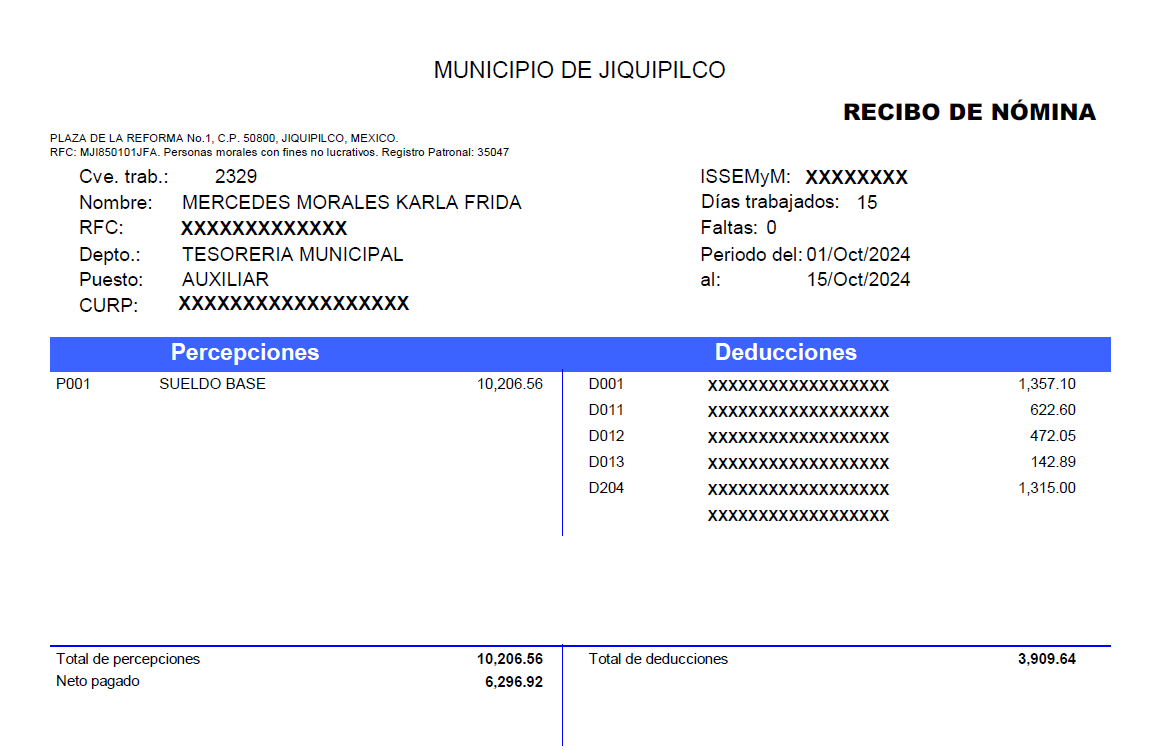 MUNICIPIO DE JIQUIPILCO
RECIBO DE NÓMINA
PLAZA DE LA REFORMA No.1, C.P. 50800, JIQUIPILCO, MEXICO.
RFC: MJI850101JFA. Personas morales con fines no lucrativos. Registro Patronal: 35047
Cve. trab.: 2329
Nombre: MERCEDES MORALES KARLA FRIDA
RFC: XXXXXXXXXXXXX
Depto.: TESORERIA MUNICIPAL
Puesto: AUXILIAR
CURP: XXXXXXXXXXXXXXXXXX
ISSEMyM: XXXXXXXX
Días trabajados: 15
Faltas: 0
Periodo del: 01/Oct/2024
al: 15/Oct/2024
Percepciones Deducciones
P001 SUELDO BASE 10,206.56 D001 XXXXXXXXXXXXXXXXXX 1,357.10
D011 XXXXXXXXXXXXXXXXXX 622.60
D012 XXXXXXXXXXXXXXXXXX 472.05
D013 XXXXXXXXXXXXXXXXXX 142.89
D204 XXXXXXXXXXXXXXXXXX 1,315.00
XXXXXXXXXXXXXXXXXX
Total de percepciones 10,206.56 Total de deducciones 3,909.64
Neto pagado 6,296.92